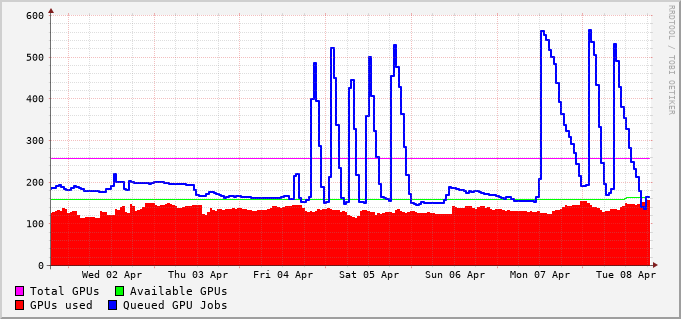 600
500
400
300
200
100
0
Wed 02 Apr Thu 03 Apr Fri 04 Apr Sat 05 Apr Sun 06 Apr Mon 07 Apr Tue 08 Apr
Total GPUs Available GPUs
GPUs used Queued GPU Jobs
RRDTOOL / TOBI OETIKER